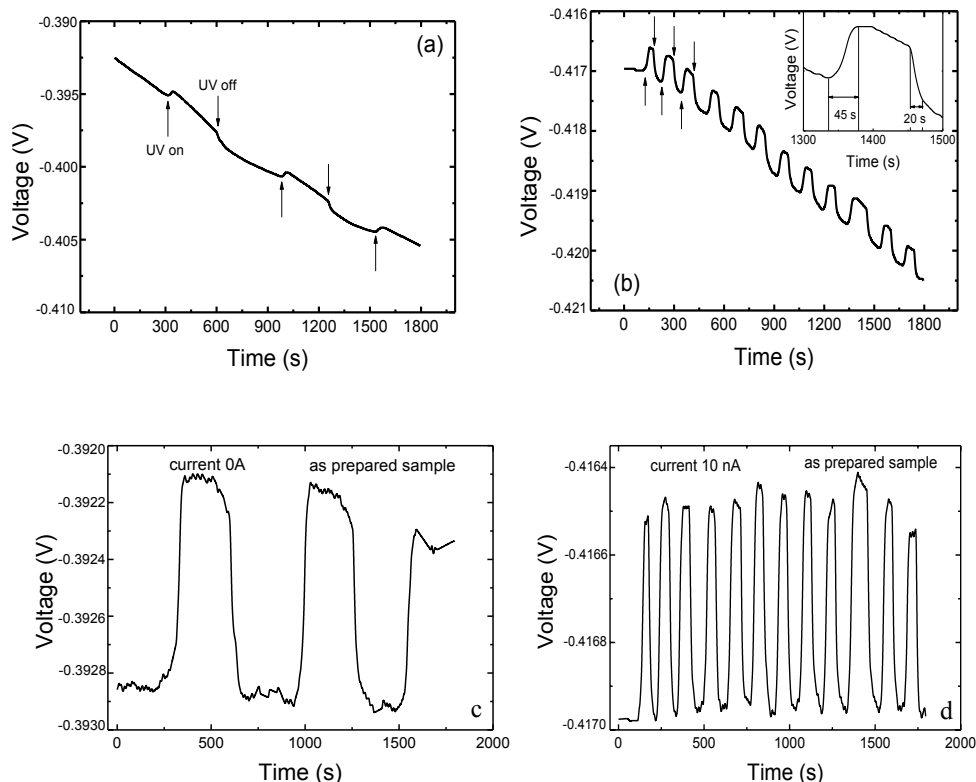 -0.390
(a)
-0.395
UV off
UV on
-0.400
-0.405
-0.410
Voltage (V)
0 300 600 900 1200 1500 1800
Time (s)
-0.416
-0.417
-0.418
-0.419
-0.420
-0.421
Voltage (V)
(b)
0 300 600 900 1200 1500 1800
Time (s)
Voltage (V)
45 s
20 s
1300 1400 1500
Time (s)
-0.3920
current 0A as prepared sample
-0.3922
-0.3924
-0.3926
-0.3928
-0.3930
Voltage (V)
c
0 500 1000 1500 2000
Time (s)
-0.4164
current 10 nA as prepared sample
-0.4166
-0.4168
-0.4170
Voltage (V)
d
0 250 500 750 1000 1250 1500 1750 2000
Time (s)